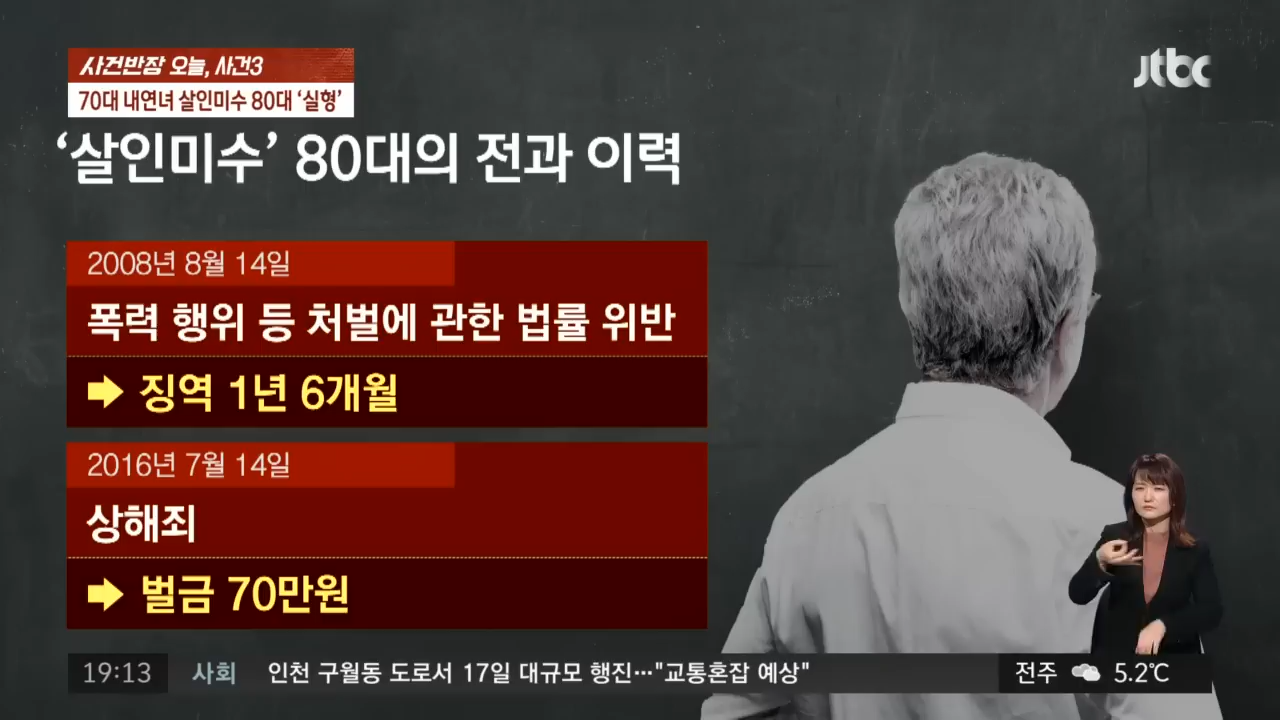 사건반장 오늘, 사건3
70대 내연녀 살인미수 80대 ‘실형’
jtbc
‘살인미수’ 80대의 전과 이력
2008년 8월 14일
폭력 행위 등 처벌에 관한 법률 위반
➡ 징역 1년 6개월
2016년 7월 14일
상해죄
➡ 벌금 70만원
19:13 사회 인천 구월동 도로서 17일 대규모 행진…"교통혼잡 예상" 전주 5.2℃